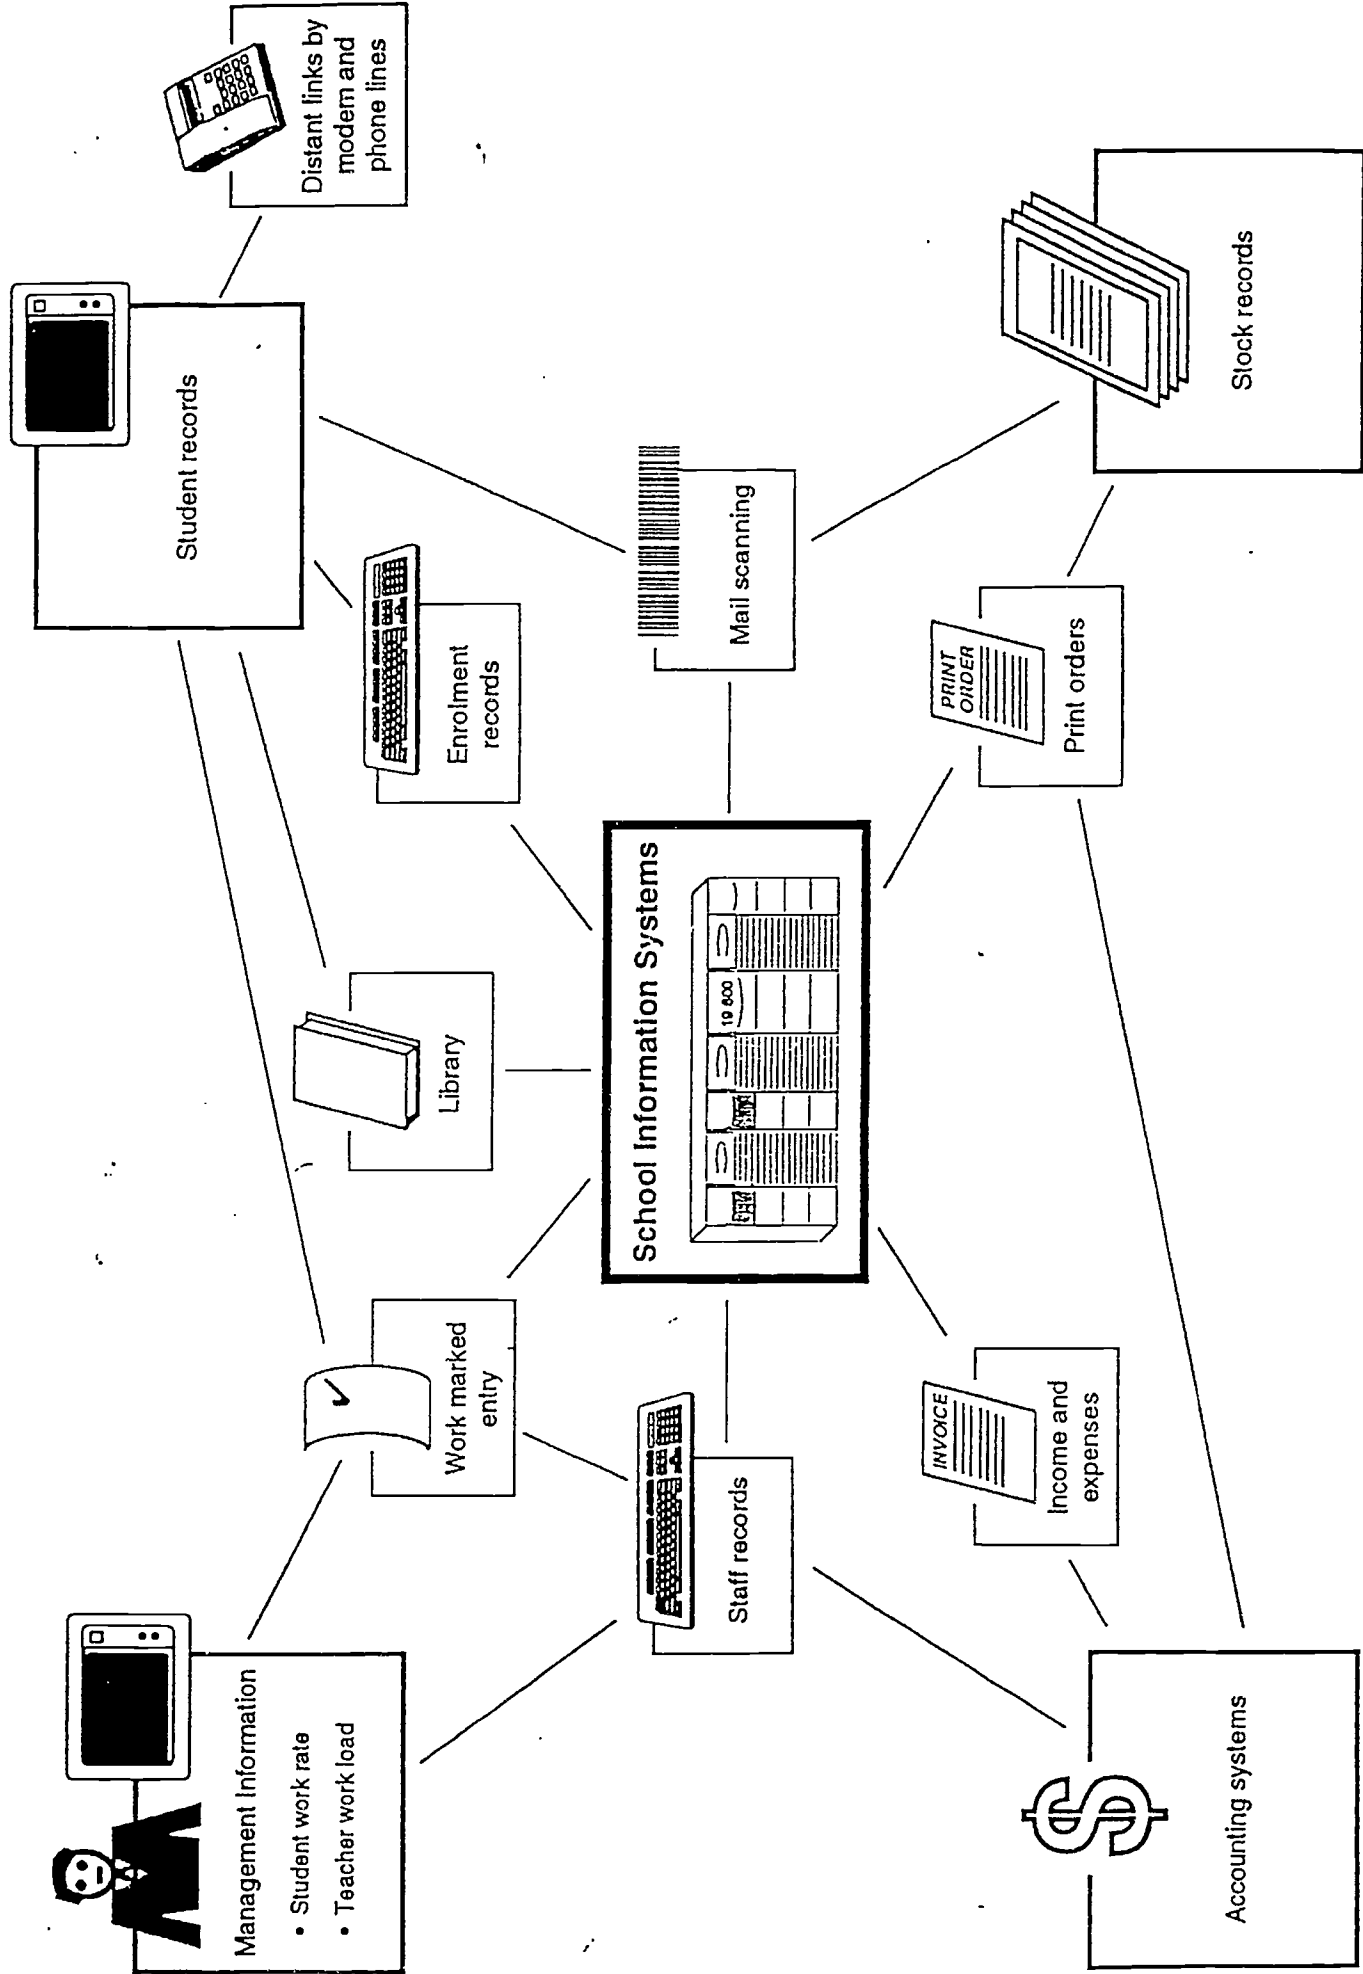 Management Information
• Student work rate
• Teacher work load
Student records
Distant links by
modem and
phone lines
Work marked
entry
Library
Enrolment
records
School Information Systems
Staff records
Mail scanning
INVOICE
Income and
expenses
PRINT
ORDER
Print orders
Accounting systems
Stock records